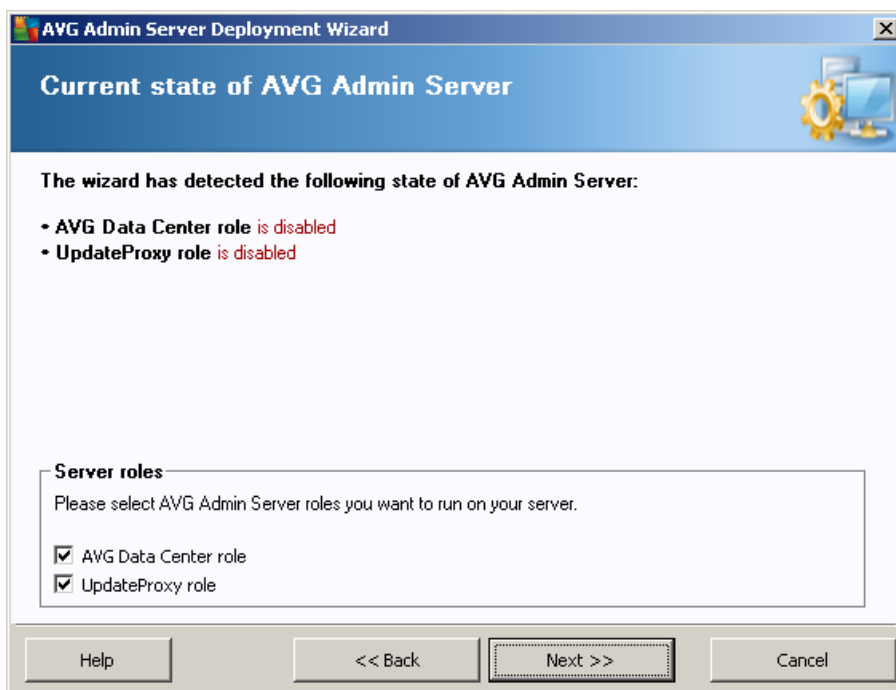 AVG Admin Server Deployment Wizard
Current state of AVG Admin Server
The wizard has detected the following state of AVG Admin Server:
• AVG Data Center role is disabled
• UpdateProxy role is disabled
Server roles
Please select AVG Admin Server roles you want to run on your server.
AVG Data Center role
UpdateProxy role
Help
<< Back
Next >>
Cancel